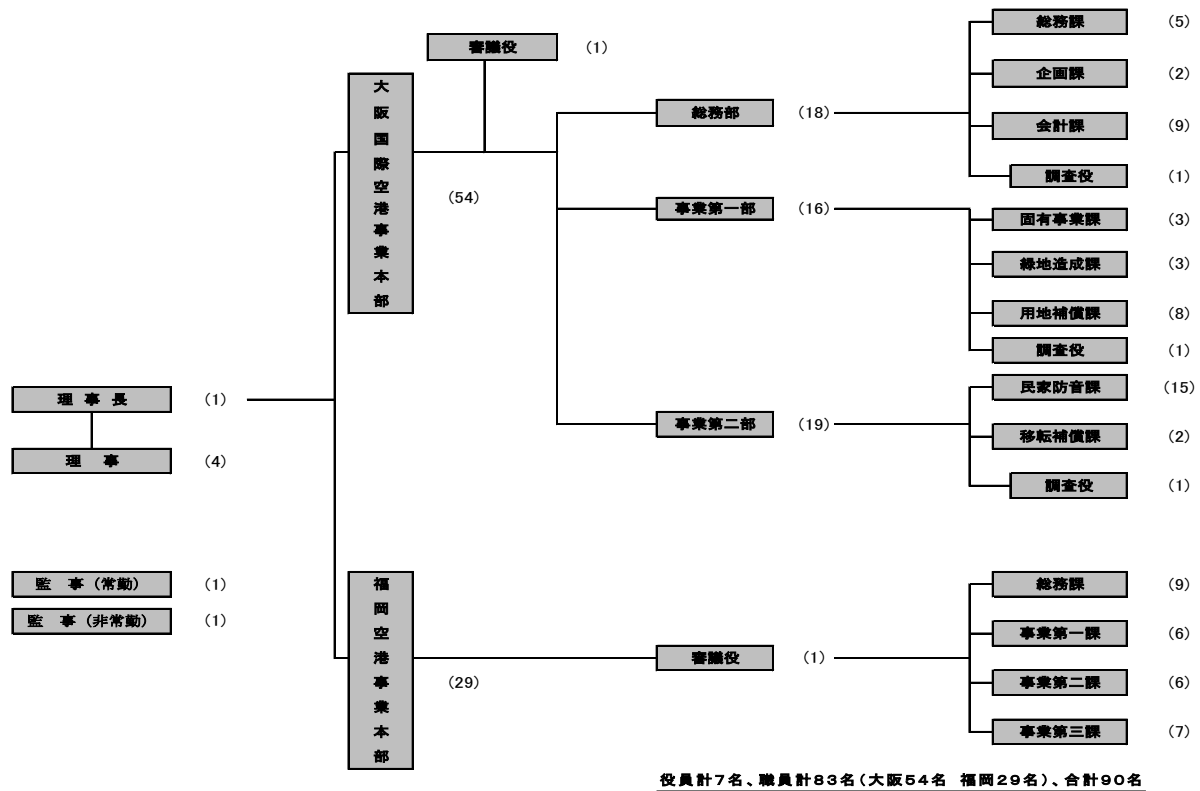 総務課 （5）
審議役 （1）
企画課 （2）
大阪国際空港事業本部 （54）
総務部 （18）
会計課 （9）
調査役 （1）
事業第一部 （16）
固有事業課 （3）
緑地造成課 （3）
用地補償課 （8）
調査役 （1）
理 事 長 （1）
民家防音課 （15）
事業第二部 （19）
移転補償課 （2）
理 事 （4）
調査役 （1）
監 事（常勤） （1）
監 事（非常勤） （1）
福岡空港事業本部 （29）
総務課 （9）
事業第一課 （6）
審議役 （1）
事業第二課 （6）
事業第三課 （7）
役員計７名、職員計８３名（大阪５４名 福岡２９名）、合計９０名